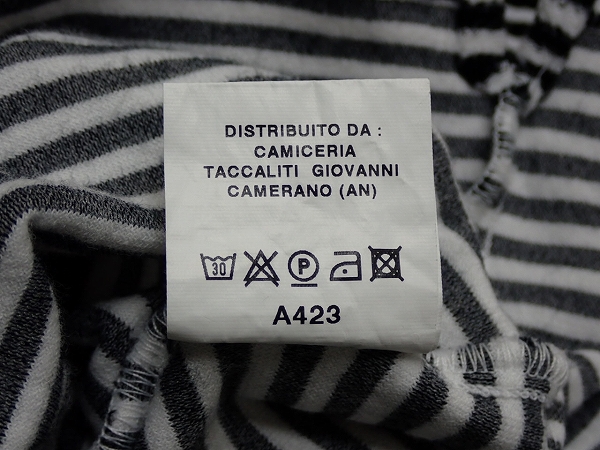 DISTRIBUITO DA :
CAMICERIA
TACCALITI GIOVANNI
CAMERANO (AN)
30 P
A423